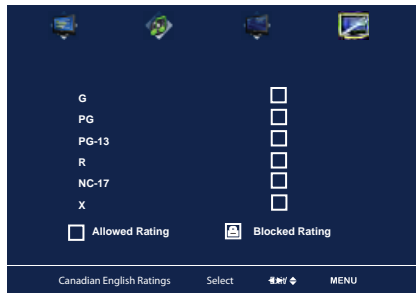 G
PG
PG-13
R
NC-17
X
Allowed Rating Blocked Rating
Canadian English Ratings Select MENU